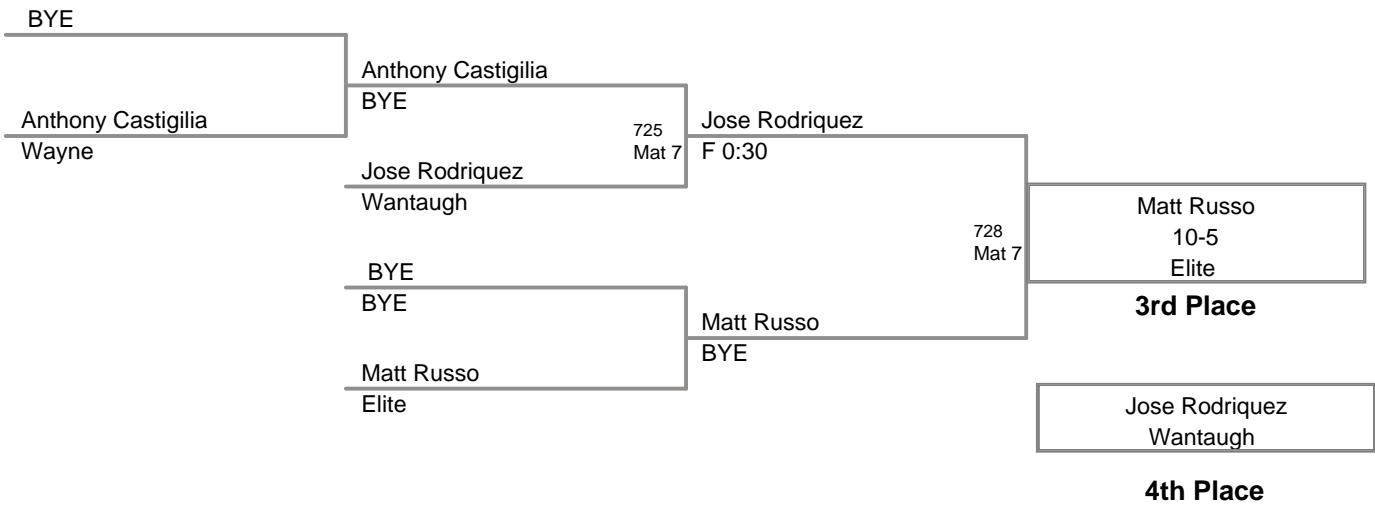 BYE
Anthony Castigilia
Wayne
Anthony Castigilia
BYE
Jose Rodriquez
Wantaugh
725
Mat 7
Jose Rodriquez
F 0:30
BYE
BYE
Matt Russo
Elite
Matt Russo
BYE
728
Mat 7
Matt Russo
10-5
Elite
3rd Place
Jose Rodriquez
Wantaugh
4th Place